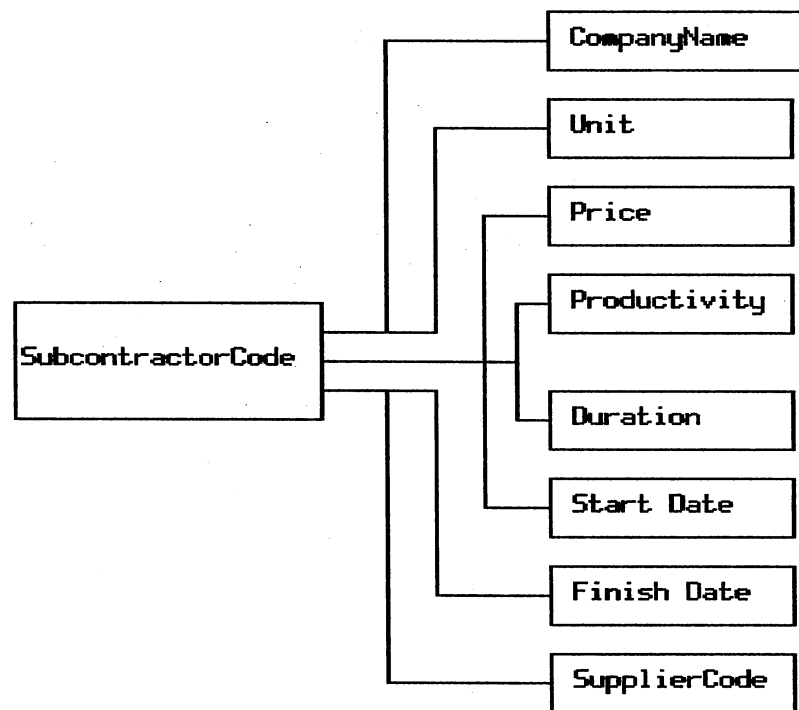 CompanyName
Unit
Price
Productivity
SubcontractorCode
Duration
Start Date
Finish Date
SupplierCode